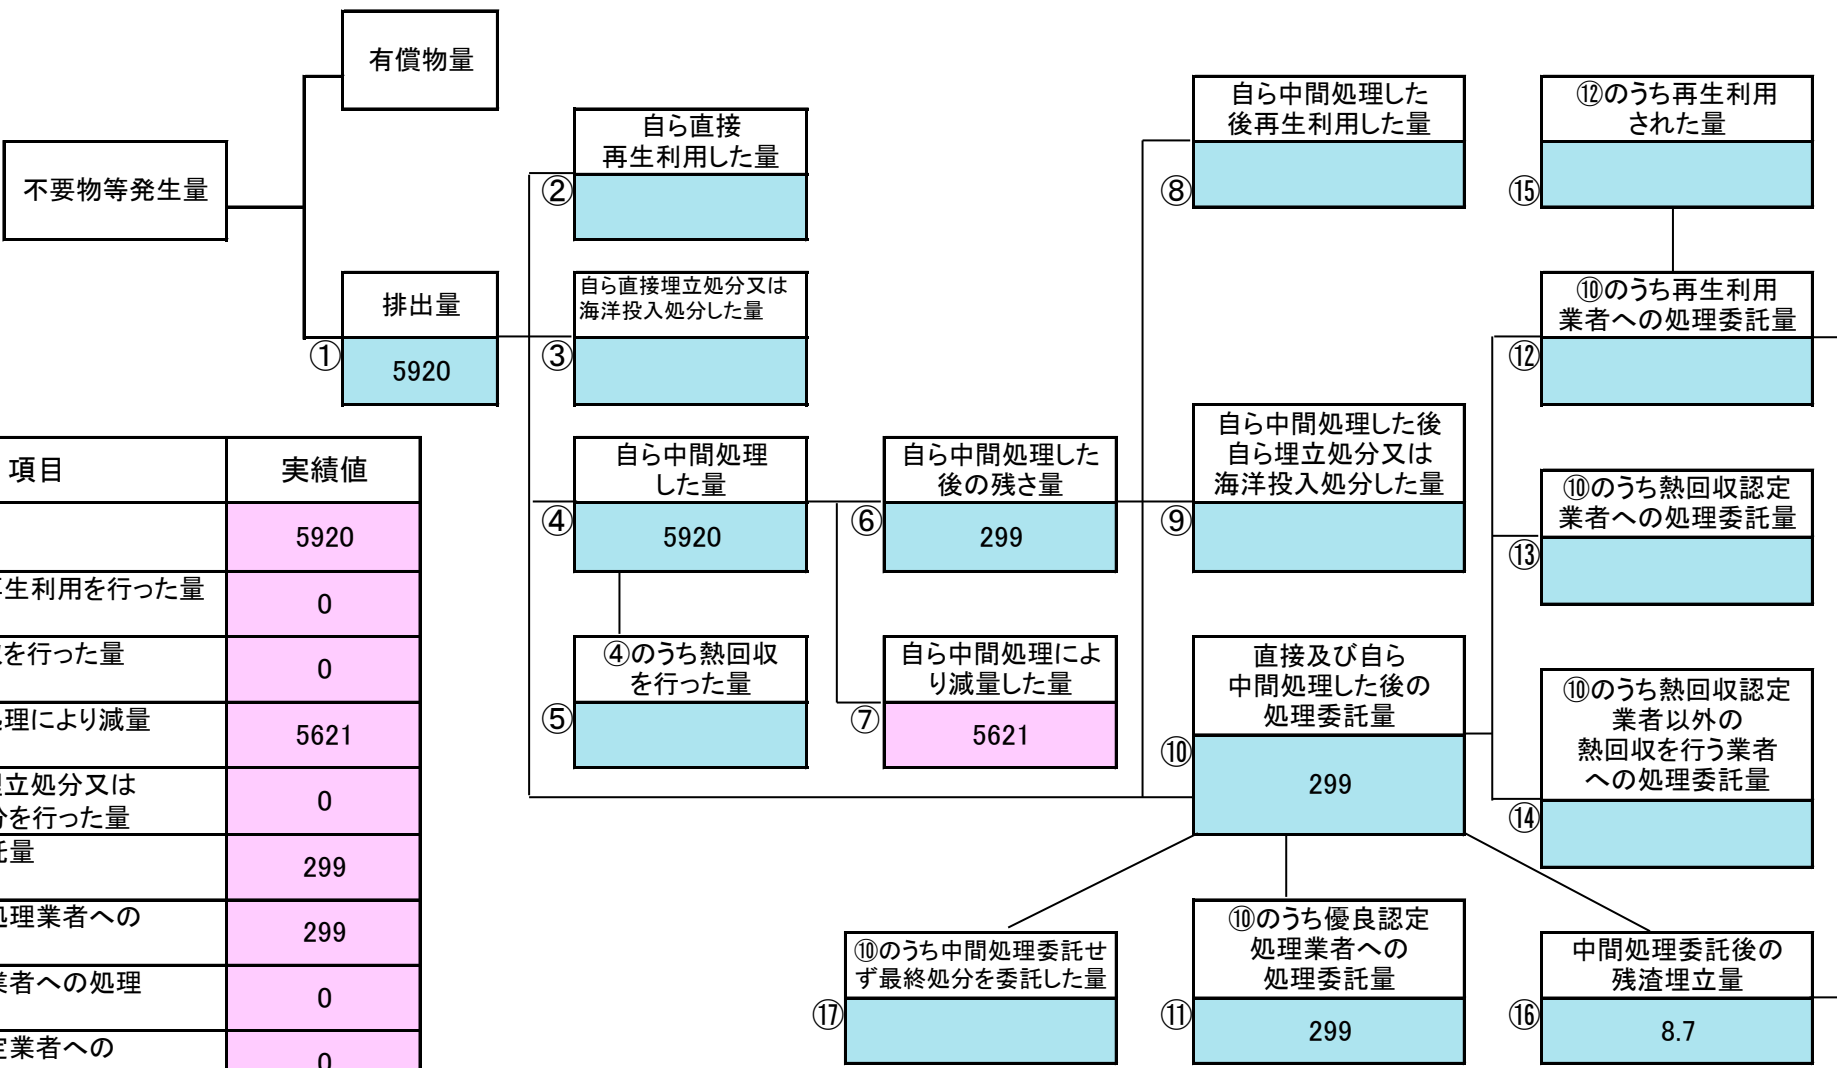 有償物量
不要物等発生量
排出量
①
5920
自ら直接
再生利用した量
②
自ら直接埋立処分又は
海洋投入処分した量
③
自ら中間処理
した量
④
5920
④のうち熱回収
を行った量
⑤
自ら中間処理した
後の残さ量
⑥
299
自ら中間処理によ
り減量した量
⑦
5621
自ら中間処理した
後再生利用した量
⑧
自ら中間処理した後
自ら埋立処分又は
海洋投入処分した量
⑨
直接及び自ら
中間処理した後の
処理委託量
⑩
299
⑫のうち再生利用
された量
⑮
⑩のうち再生利用
業者への処理委託量
⑫
⑩のうち熱回収認定
業者への処理委託量
⑬
⑩のうち熱回収認定
業者以外の
熱回収を行う業者
への処理委託量
⑭
⑩のうち中間処理委託せ
ず最終処分を委託した量
⑰
⑩のうち優良認定
処理業者への
処理委託量
⑪
299
中間処理委託後の
残渣埋立量
⑯
8.7
項目
実績値
5920
生利用を行った量
0
を行った量
0
理により減量
5621
立処分又は
を行った量
0
量
299
理業者への
299
業者への処理
0
業者への
0